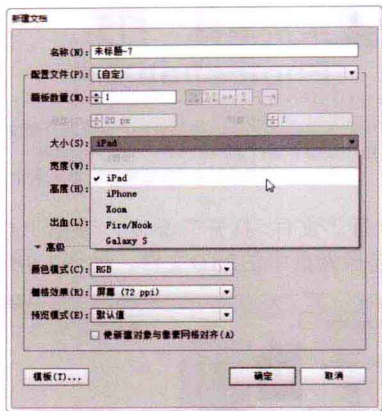 新建文档
名称(N): 未标题-7
配置文件(P): [自定]
画板数量(M): 1
20 px
1
大小(S): iPad
[自定]
宽度(W):
✔ iPad
高度(H):
iPhone
Xoom
出血(L):
Fire/Nook
Galaxy S
高级
颜色模式(C): RGB
栅格效果(R): 屏幕 (72 ppi)
预览模式(E): 默认值
使新建对象与像素网格对齐(A)
模板(T)... 确定 取消